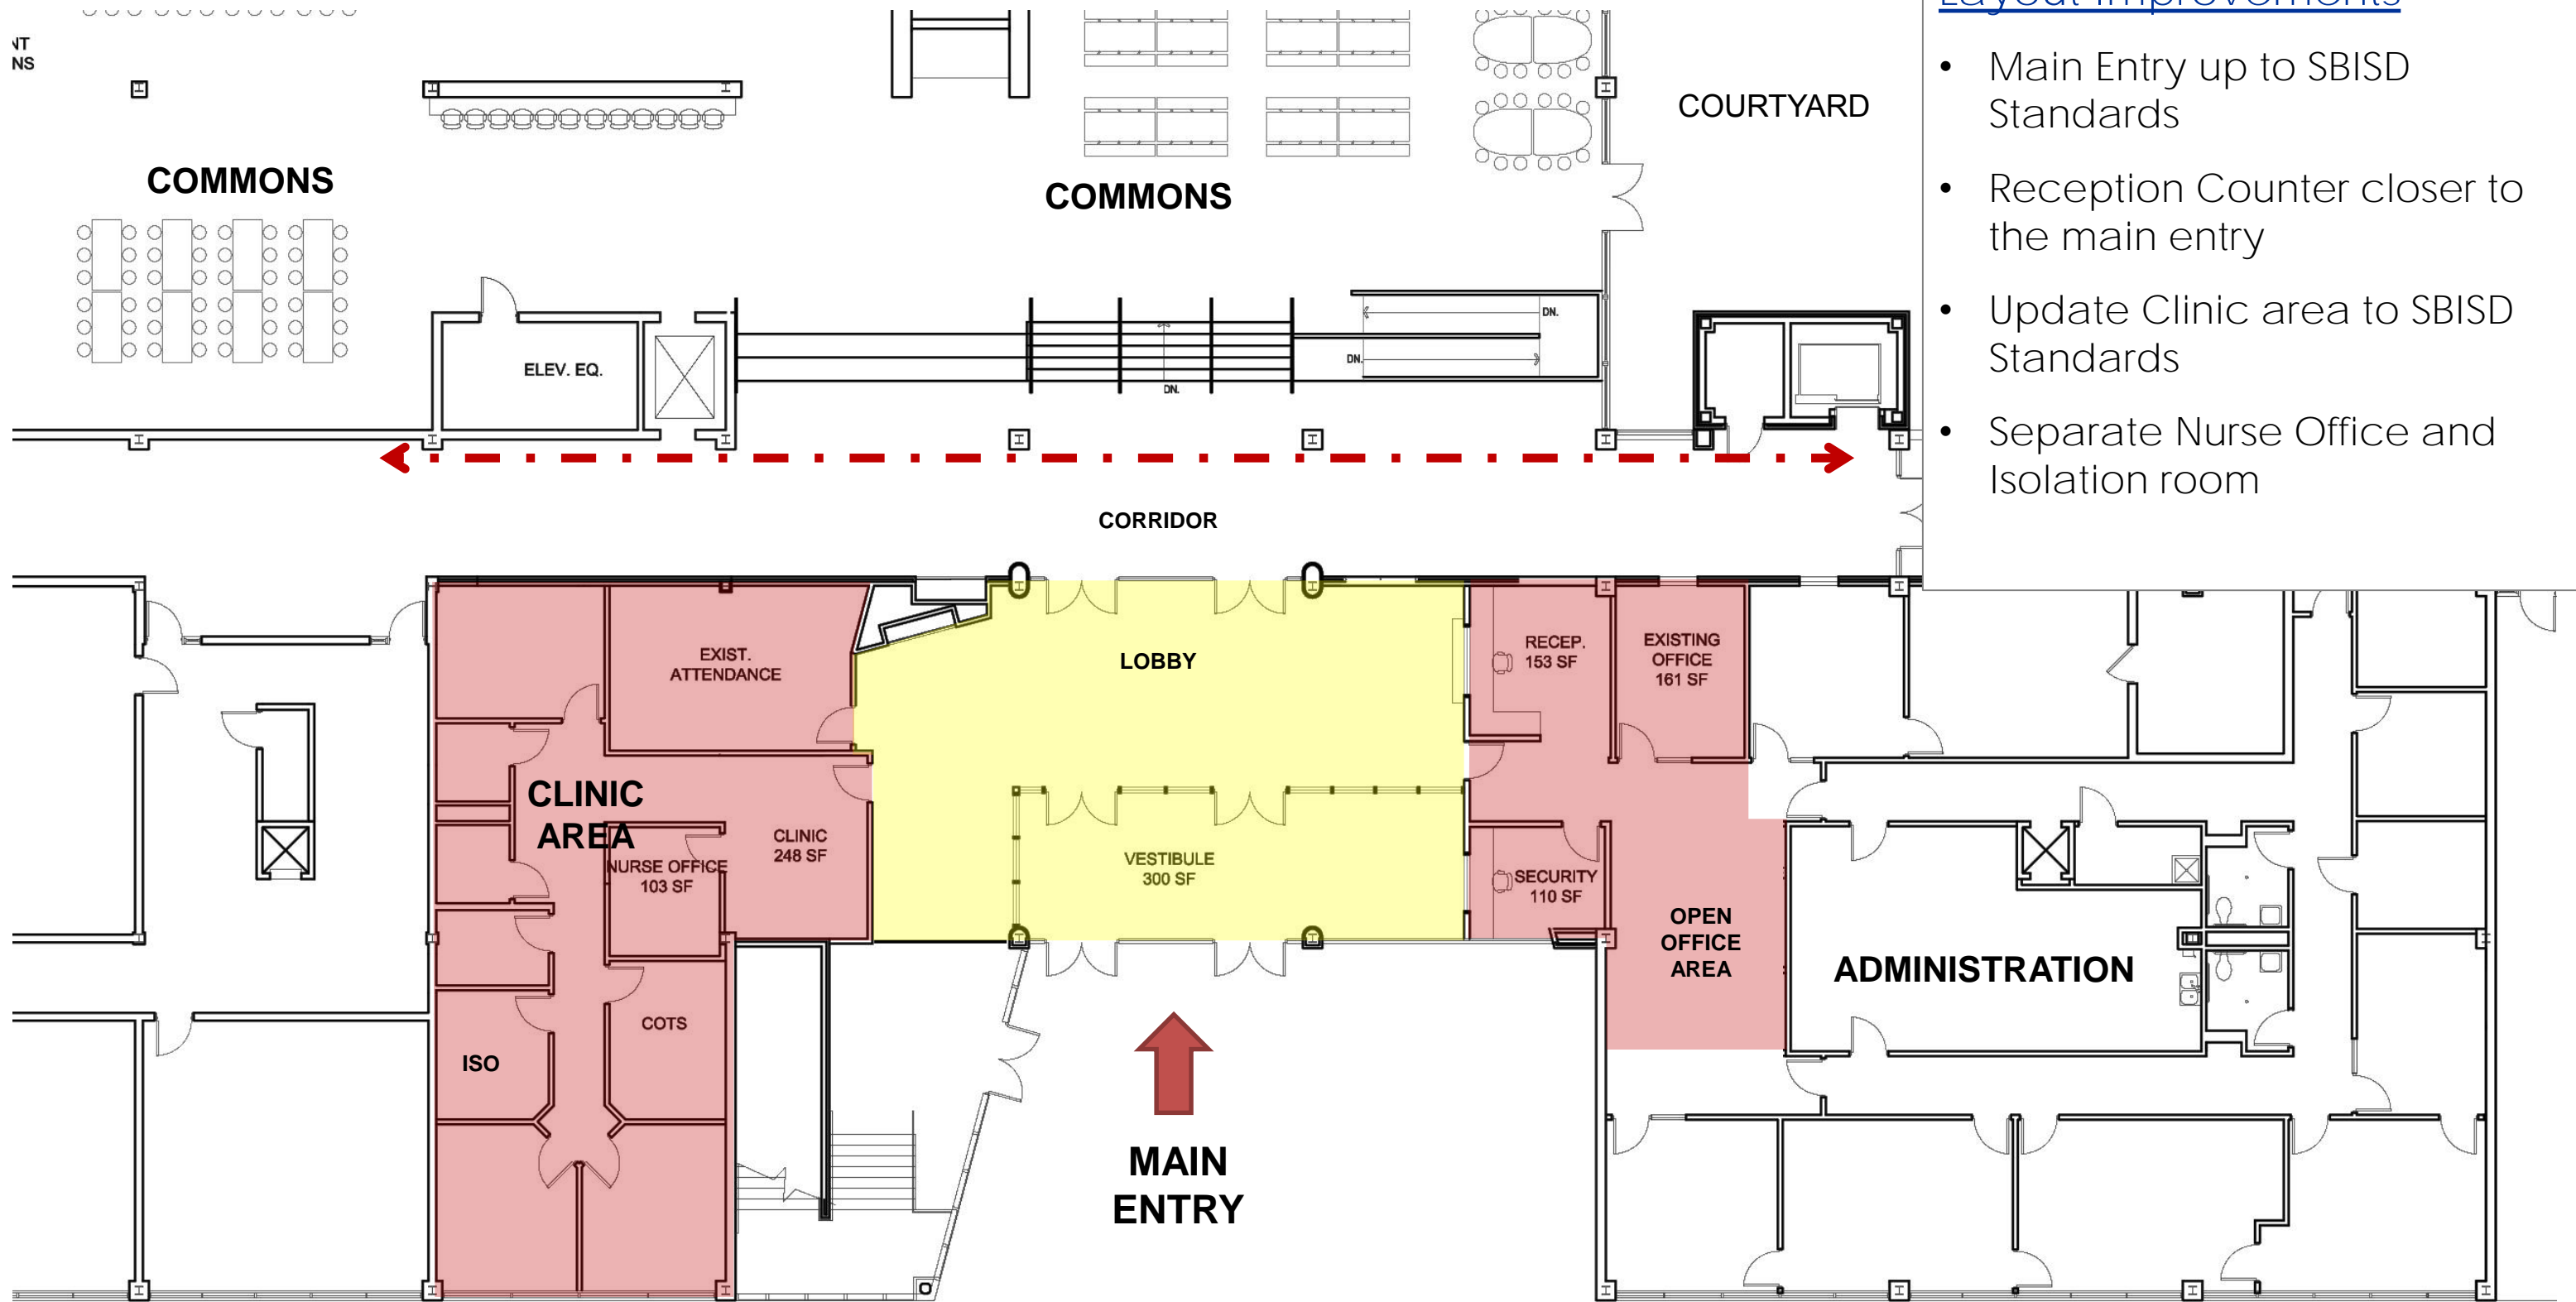 NS
COMMONS
COMMONS
COURTYARD
Layout Improvements
• Main Entry up to SBISD
Standards
• Reception Counter closer to
the main entry
• Update Clinic area to SBISD
Standards
• Separate Nurse Office and
Isolation room
ELEV. EQ.
DN.
DN.
DN.
CORRIDOR
EXIST.
ATTENDANCE
LOBBY
RECEP.
153 SF
EXISTING
OFFICE
161 SF
CLINIC
AREA
NURSE OFFICE
103 SF
CLINIC
248 SF
VESTIBULE
300 SF
SECURITY
110 SF
OPEN
OFFICE
AREA
ADMINISTRATION
COTS
ISO
MAIN
ENTRY